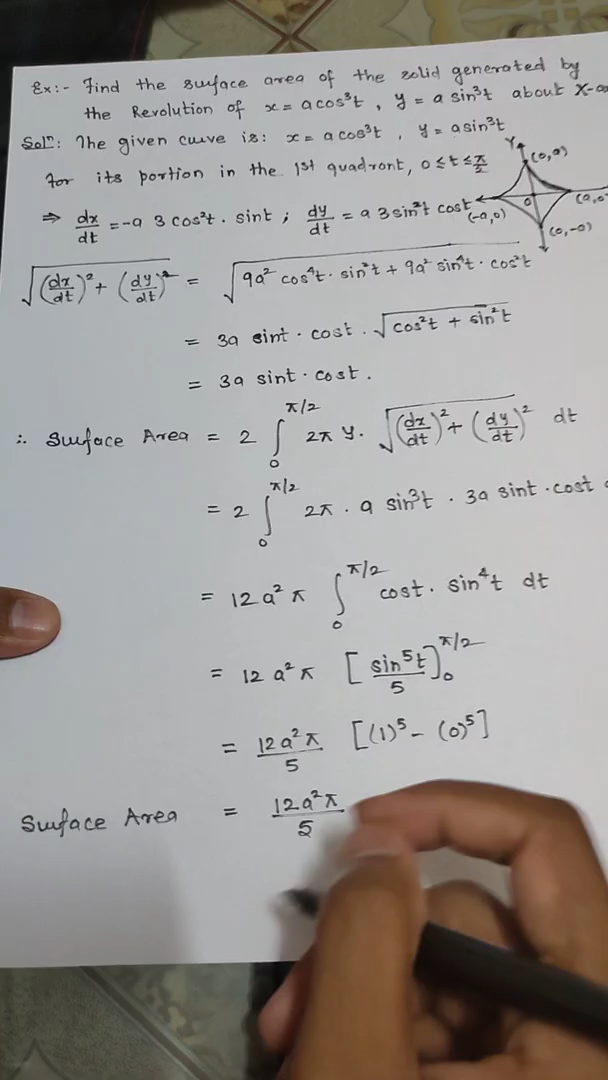 Ex:- Find the surface area of the solid generated by
the Revolution of x = a cos³t , y = a sin³t about X-a
Solⁿ: The given curve is: x = a cos³t , y = a sin³t
for its portion in the 1st quadront, 0 ≤ t ≤ π/2
Y
(0, a)
(-a, 0)
0
(a, 0
(0, -a)
⇒ dx/dt = -a 3 cos²t · sint ; dy/dt = a 3 sin²t cost
√((dx/dt)² + (dy/dt)²) = √(9a² cos⁴t · sin²t + 9a² sin⁴t · cos²t)
= 3a sint · cost · √(cos²t + sin²t)
= 3a sint · cost .
∴ Surface Area = 2 ∫₀^(π/2) 2π y · √((dx/dt)² + (dy/dt)²) dt
= 2 ∫₀^(π/2) 2π · a sin³t · 3a sint · cost
= 12 a² π ∫₀^(π/2) cost · sin⁴t dt
= 12 a² π [sin⁵t/5]₀^(π/2)
= 12a²π/5 [(1)⁵ - (0)⁵]
Surface Area = 12a²π/5